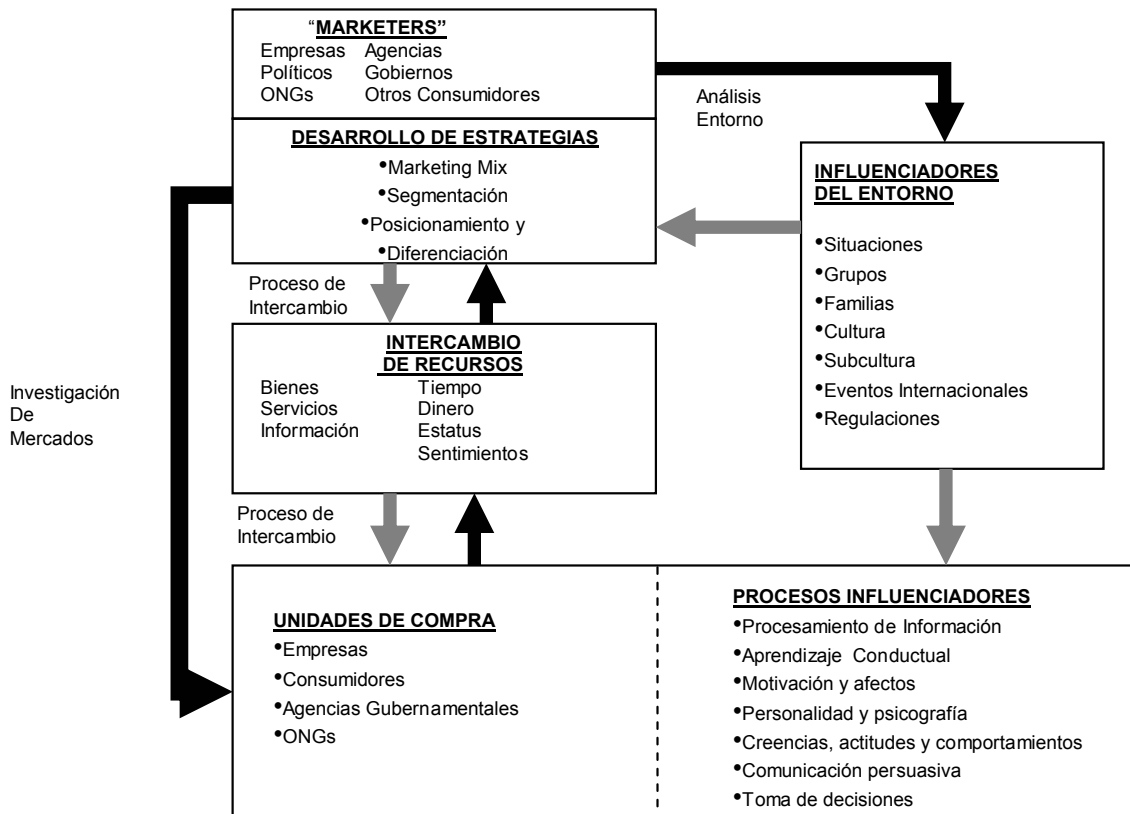 “MARKETERS”
Empresas Agencias
Políticos Gobiernos
ONGs Otros Consumidores
Análisis
Entorno
DESARROLLO DE ESTRATEGIAS
•Marketing Mix
•Segmentación
•Posicionamiento y
•Diferenciación
INFLUENCIADORES
DEL ENTORNO
•Situaciones
•Grupos
•Familias
•Cultura
•Subcultura
•Eventos Internacionales
•Regulaciones
Proceso de
Intercambio
INTERCAMBIO
DE RECURSOS
Bienes Tiempo
Servicios Dinero
Información Estatus
Sentimientos
Investigación
De
Mercados
Proceso de
Intercambio
UNIDADES DE COMPRA
•Empresas
•Consumidores
•Agencias Gubernamentales
•ONGs
PROCESOS INFLUENCIADORES
•Procesamiento de Información
•Aprendizaje Conductual
•Motivación y afectos
•Personalidad y psicografía
•Creencias, actitudes y comportamientos
•Comunicación persuasiva
•Toma de decisiones